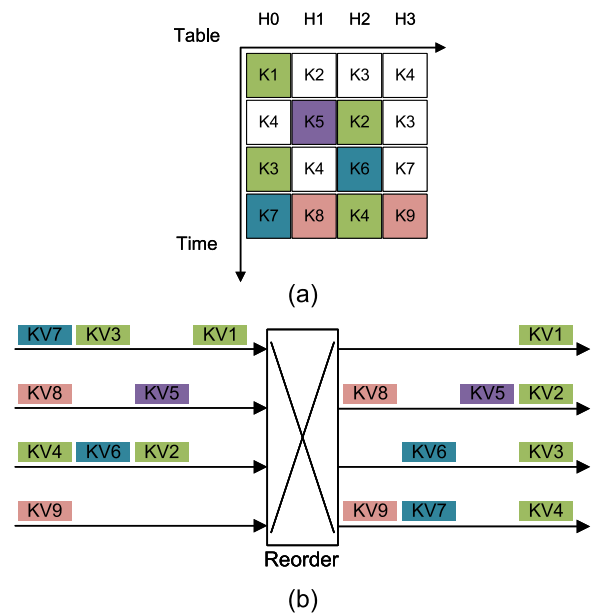 H0 H1 H2 H3
Table
K1 K2 K3 K4
K4 K5 K2 K3
K3 K4 K6 K7
K7 K8 K4 K9
Time
(a)
KV7 KV3 KV1 KV1
KV8 KV5 KV8 KV5 KV2
KV4 KV6 KV2 KV6 KV3
KV9 KV9 KV7 KV4
Reorder
(b)